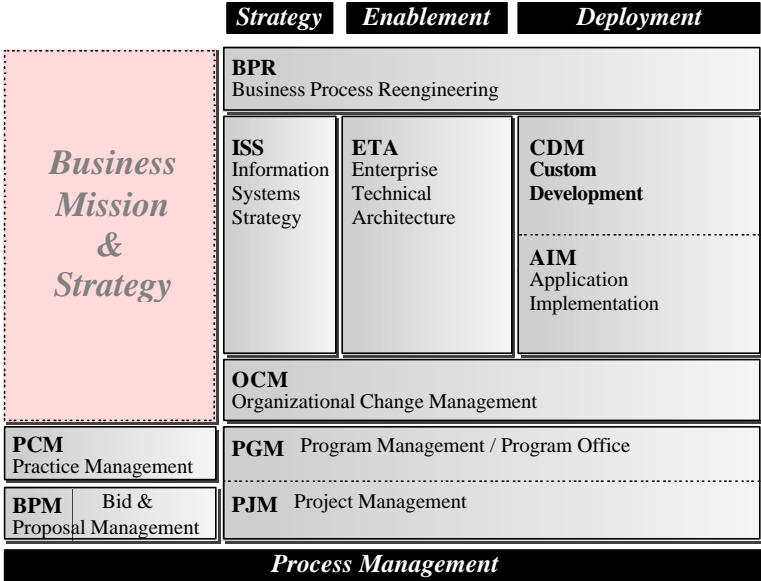 Strategy Enablement Deployment
BPR
Business Process Reengineering
Business
Mission
&
Strategy
ISS
Information
Systems
Strategy
ETA
Enterprise
Technical
Architecture
CDM
Custom
Development
AIM
Application
Implementation
OCM
Organizational Change Management
PCM
Practice Management
PGM Program Management / Program Office
BPM Bid &
Proposal Management
PJM Project Management
Process Management